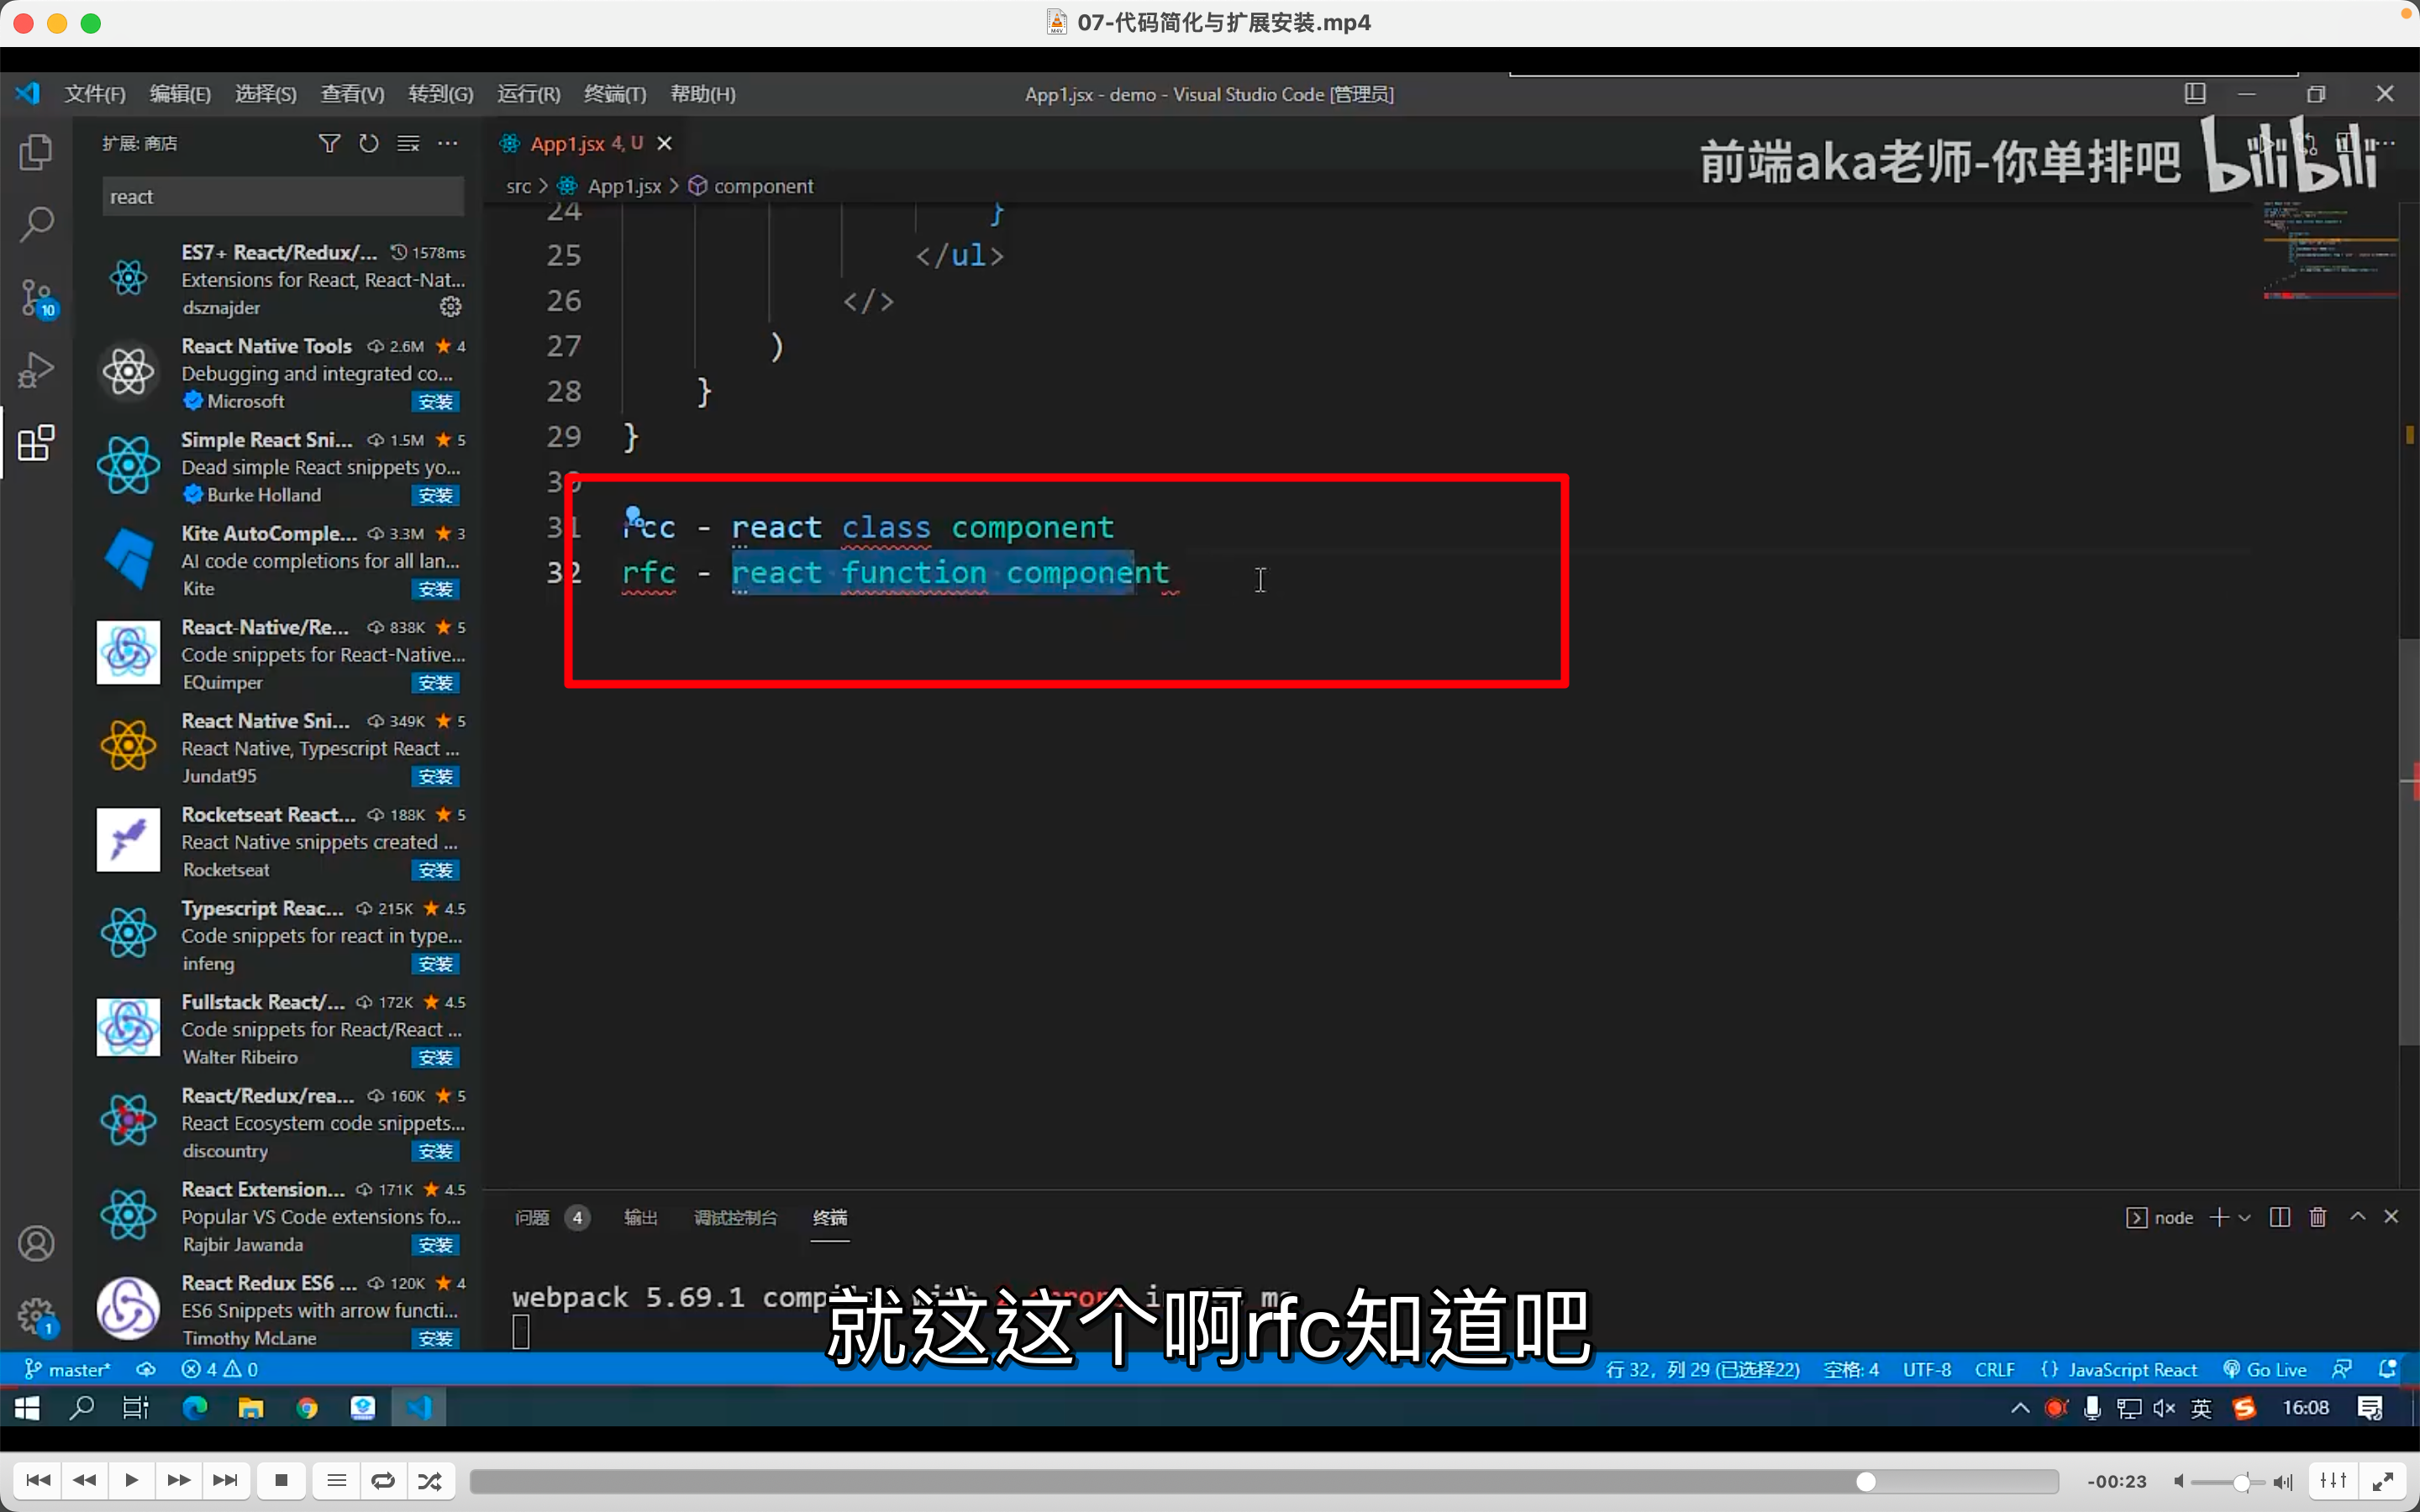 07-代码简化与扩展安装.mp4
文件(F) 编辑(E) 选择(S) 查看(V) 转到(G) 运行(R) 终端(T) 帮助(H)
App1.jsx - demo - Visual Studio Code [管理员]
扩展: 商店
App1.jsx 4, U
前端aka老师-你单排吧 bilibili
src > App1.jsx > component
react
ES7+ React/Redux/... 1578ms
Extensions for React, React-Nat...
dsznajder
React Native Tools 2.6M ★ 4
Debugging and integrated co...
Microsoft 安装
Simple React Sni... 1.5M ★ 5
Dead simple React snippets yo...
Burke Holland 安装
Kite AutoComple... 3.3M ★ 3
AI code completions for all lan...
Kite 安装
React-Native/Re... 838K ★ 5
Code snippets for React-Native...
EQuimper 安装
React Native Sni... 349K ★ 5
React Native, Typescript React ...
Jundat95 安装
Rocketseat React... 188K ★ 5
React Native snippets created ...
Rocketseat 安装
Typescript Reac... 215K ★ 4.5
Code snippets for react in type...
infeng 安装
Fullstack React/... 172K ★ 4.5
Code snippets for React/React ...
Walter Ribeiro 安装
React/Redux/rea... 160K ★ 5
React Ecosystem code snippets...
discountry 安装
React Extension... 171K ★ 4.5
Popular VS Code extensions fo...
Rajbir Jawanda 安装
React Redux ES6 ... 120K ★ 4
ES6 Snippets with arrow functi...
Timothy McLane 安装
10
1
24 }
25 </ul>
26 </>
27 )
28 }
29 }
30
31 rcc - react class component
32 rfc - react function component
问题 4 输出 调试控制台 终端
node
webpack 5.69.1
就这这个啊rfc知道吧
master* 4 0
行 32，列 29 (已选择22) 空格: 4 UTF-8 CRLF {} JavaScript React Go Live
英 16:08
-00:23